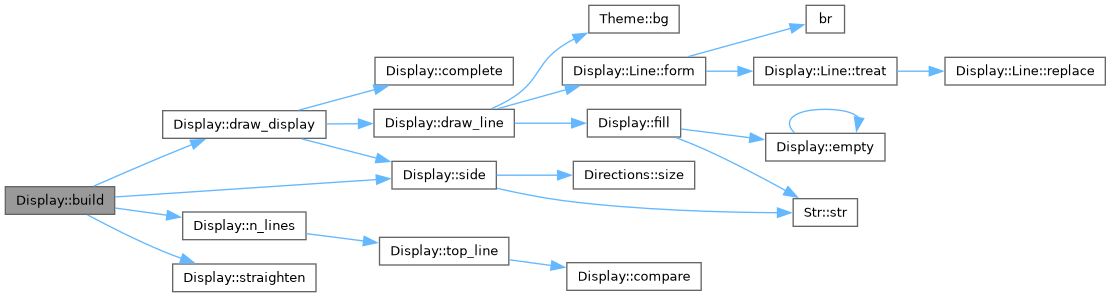 Theme::bg
br
Display::complete
Display::Line::form
Display::Line::treat
Display::Line::replace
Display::draw_display
Display::draw_line
Display::fill
Display::empty
Display::side
Directions::size
Display::build
Str::str
Display::n_lines
Display::top_line
Display::straighten
Display::compare